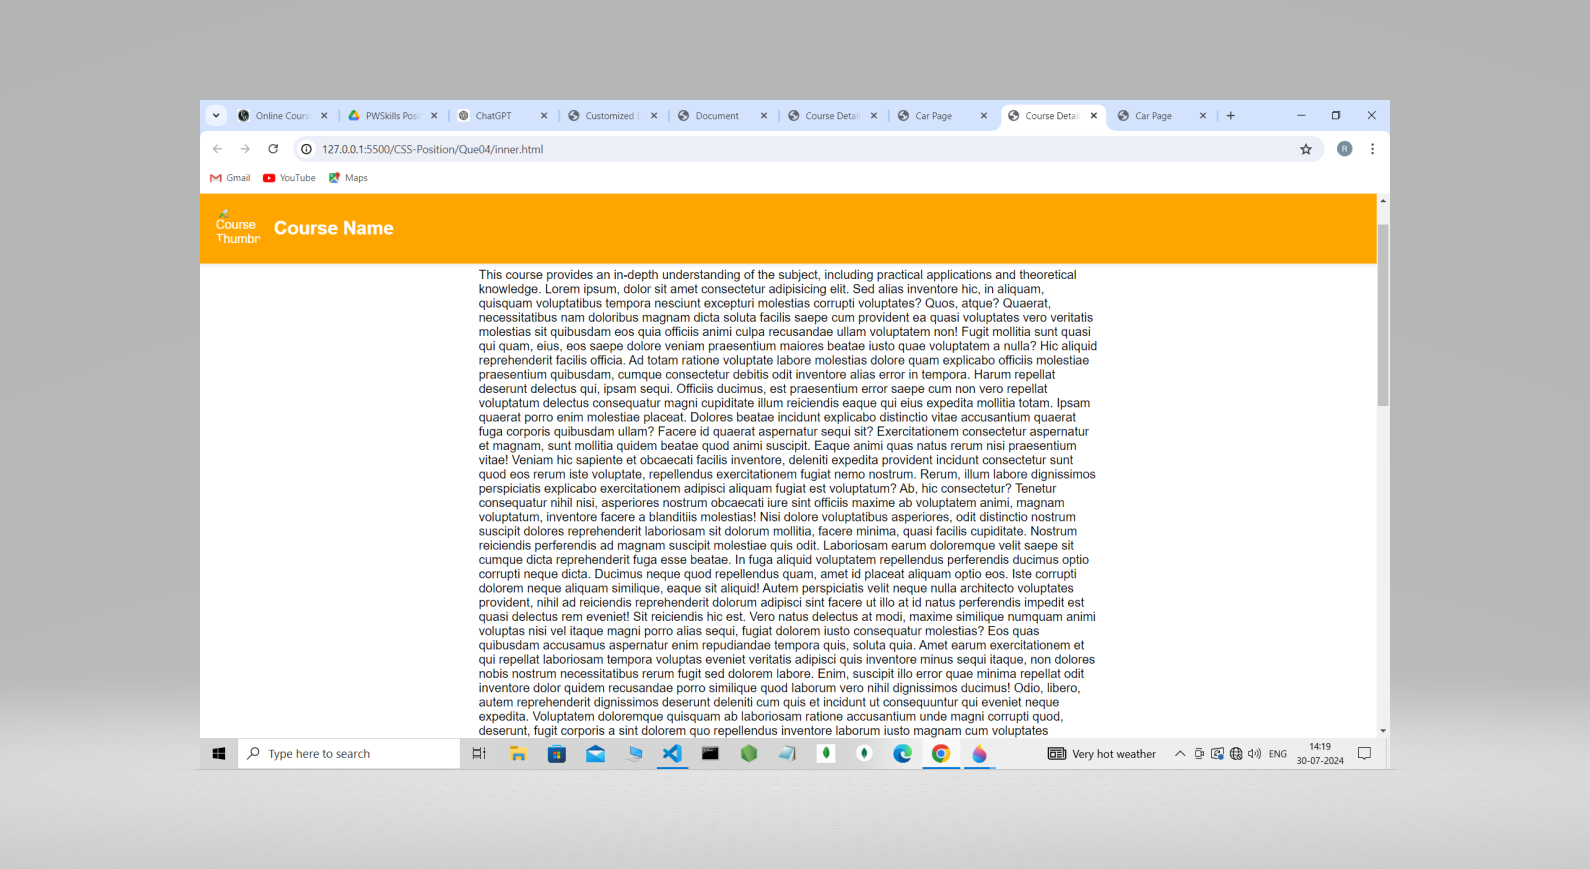 Online Cours
PWSkills Posi
ChatGPT
Customized C
Document
Course Detail
Car Page
Course Detail
Car Page
127.0.0.1:5500/CSS-Position/Que04/inner.html
R
Gmail
YouTube
Maps
Course
Thumbr
Course Name
This course provides an in-depth understanding of the subject, including practical applications and theoretical
knowledge. Lorem ipsum, dolor sit amet consectetur adipisicing elit. Sed alias inventore hic, in aliquam,
quisquam voluptatibus tempora nesciunt excepturi molestias corrupti voluptates? Quos, atque? Quaerat,
necessitatibus nam doloribus magnam dicta soluta facilis saepe cum provident ea quasi voluptates vero veritatis
molestias sit quibusdam eos quia officiis animi culpa recusandae ullam voluptatem non! Fugit mollitia sunt quasi
qui quam, eius, eos saepe dolore veniam praesentium maiores beatae iusto quae voluptatem a nulla? Hic aliquid
reprehenderit facilis officia. Ad totam ratione voluptate labore molestias dolore quam explicabo officiis molestiae
praesentium quibusdam, cumque consectetur debitis odit inventore alias error in tempora. Harum repellat
deserunt delectus qui, ipsam sequi. Officiis ducimus, est praesentium error saepe cum non vero repellat
voluptatum delectus consequatur magni cupiditate illum reiciendis eaque qui eius expedita mollitia totam. Ipsam
quaerat porro enim molestiae placeat. Dolores beatae incidunt explicabo distinctio vitae accusantium quaerat
fuga corporis quibusdam ullam? Facere id quaerat aspernatur sequi sit? Exercitationem consectetur aspernatur
et magnam, sunt mollitia quidem beatae quod animi suscipit. Eaque animi quas natus rerum nisi praesentium
vitae! Veniam hic sapiente et obcaecati facilis inventore, deleniti expedita provident incidunt consectetur sunt
quod eos rerum iste voluptate, repellendus exercitationem fugiat nemo nostrum. Rerum, illum labore dignissimos
perspiciatis explicabo exercitationem adipisci aliquam fugiat est voluptatum? Ab, hic consectetur? Tenetur
consequatur nihil nisi, asperiores nostrum obcaecati iure sint officiis maxime ab voluptatem animi, magnam
voluptatum, inventore facere a blanditiis molestias! Nisi dolore voluptatibus asperiores, odit distinctio nostrum
suscipit dolores reprehenderit laboriosam sit dolorum mollitia, facere minima, quasi facilis cupiditate. Nostrum
reiciendis perferendis ad magnam suscipit molestiae quis odit. Laboriosam earum doloremque velit saepe sit
cumque dicta reprehenderit fuga esse beatae. In fuga aliquid voluptatem repellendus perferendis ducimus optio
corrupti neque dicta. Ducimus neque quod repellendus quam, amet id placeat aliquam optio eos. Iste corrupti
dolorem neque aliquam similique, eaque sit aliquid! Autem perspiciatis velit neque nulla architecto voluptates
provident, nihil ad reiciendis reprehenderit dolorum adipisci sint facere ut illo at id natus perferendis impedit est
quasi delectus rem eveniet! Sit reiciendis hic est. Vero natus delectus at modi, maxime similique numquam animi
voluptas nisi vel itaque magni porro alias sequi, fugiat dolorem iusto consequatur molestias? Eos quas
quibusdam accusamus aspernatur enim repudiandae tempora quis, soluta quia. Amet earum exercitationem et
qui repellat laboriosam tempora voluptas eveniet veritatis adipisci quis inventore minus sequi itaque, non dolores
nobis nostrum necessitatibus rerum fugit sed dolorem labore. Enim, suscipit illo error quae minima repellat odit
inventore dolor quidem recusandae porro similique quod laborum vero nihil dignissimos ducimus! Odio, libero,
autem reprehenderit dignissimos deserunt deleniti cum quis et incidunt ut consequuntur qui eveniet neque
expedita. Voluptatem doloremque quisquam ab laboriosam ratione accusantium unde magni corrupti quod,
deserunt, fugit corporis a sint dolorem quo repellendus inventore laborum iusto magnam cum voluptates
Type here to search
Very hot weather
ENG
14:19
30-07-2024